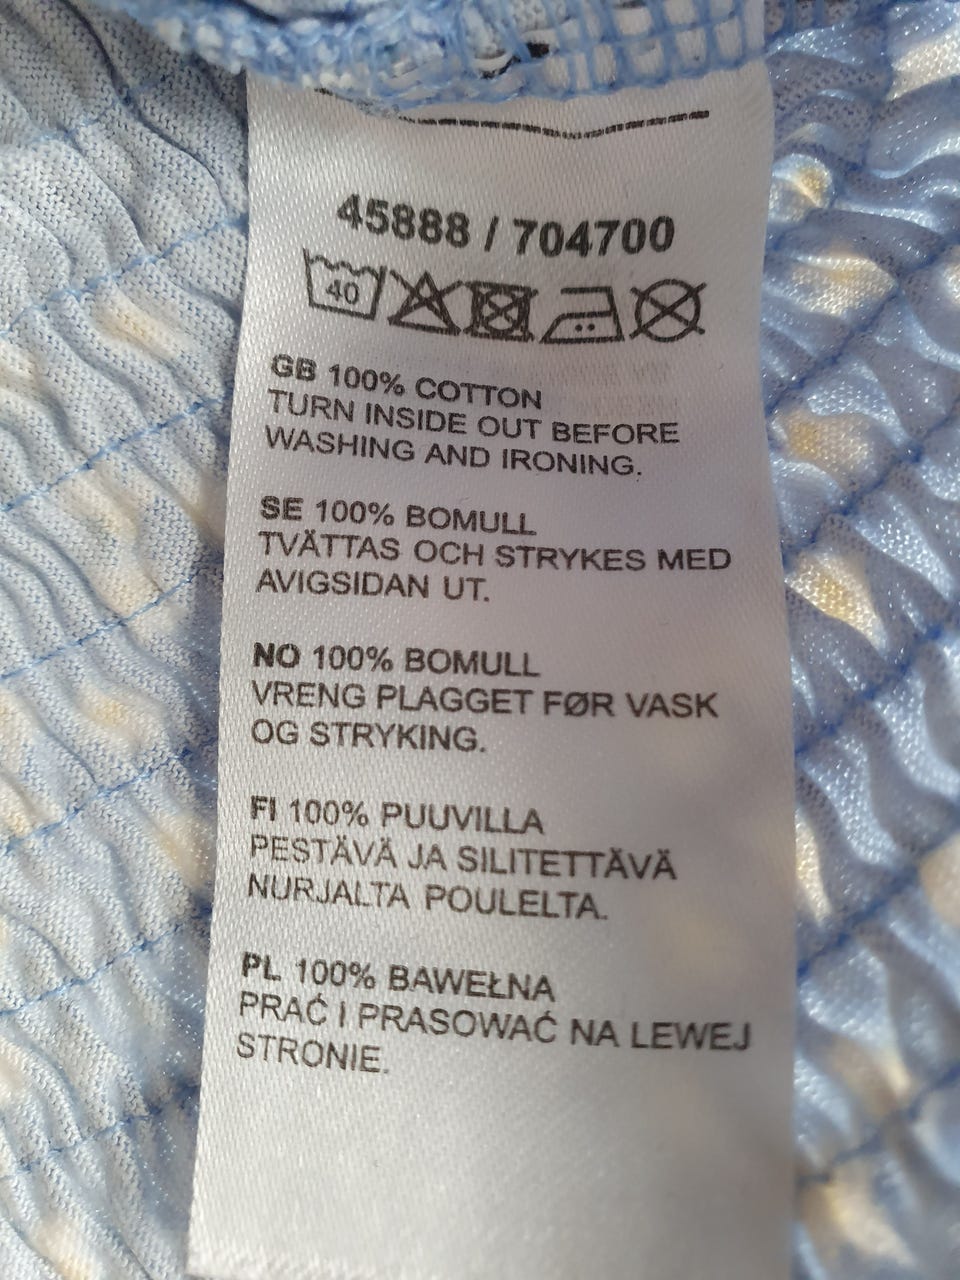 45888 / 704700
40
GB 100% COTTON
TURN INSIDE OUT BEFORE
WASHING AND IRONING.
SE 100% BOMULL
TVÄTTAS OCH STRYKES MED
AVIGSIDAN UT.
NO 100% BOMULL
VRENG PLAGGET FØR VASK
OG STRYKING.
FI 100% PUUVILLA
PESTÄVÄ JA SILITETTÄVÄ
NURJALTA POULELTA.
PL 100% BAWEŁNA
PRAĆ I PRASOWAĆ NA LEWEJ
STRONIE.